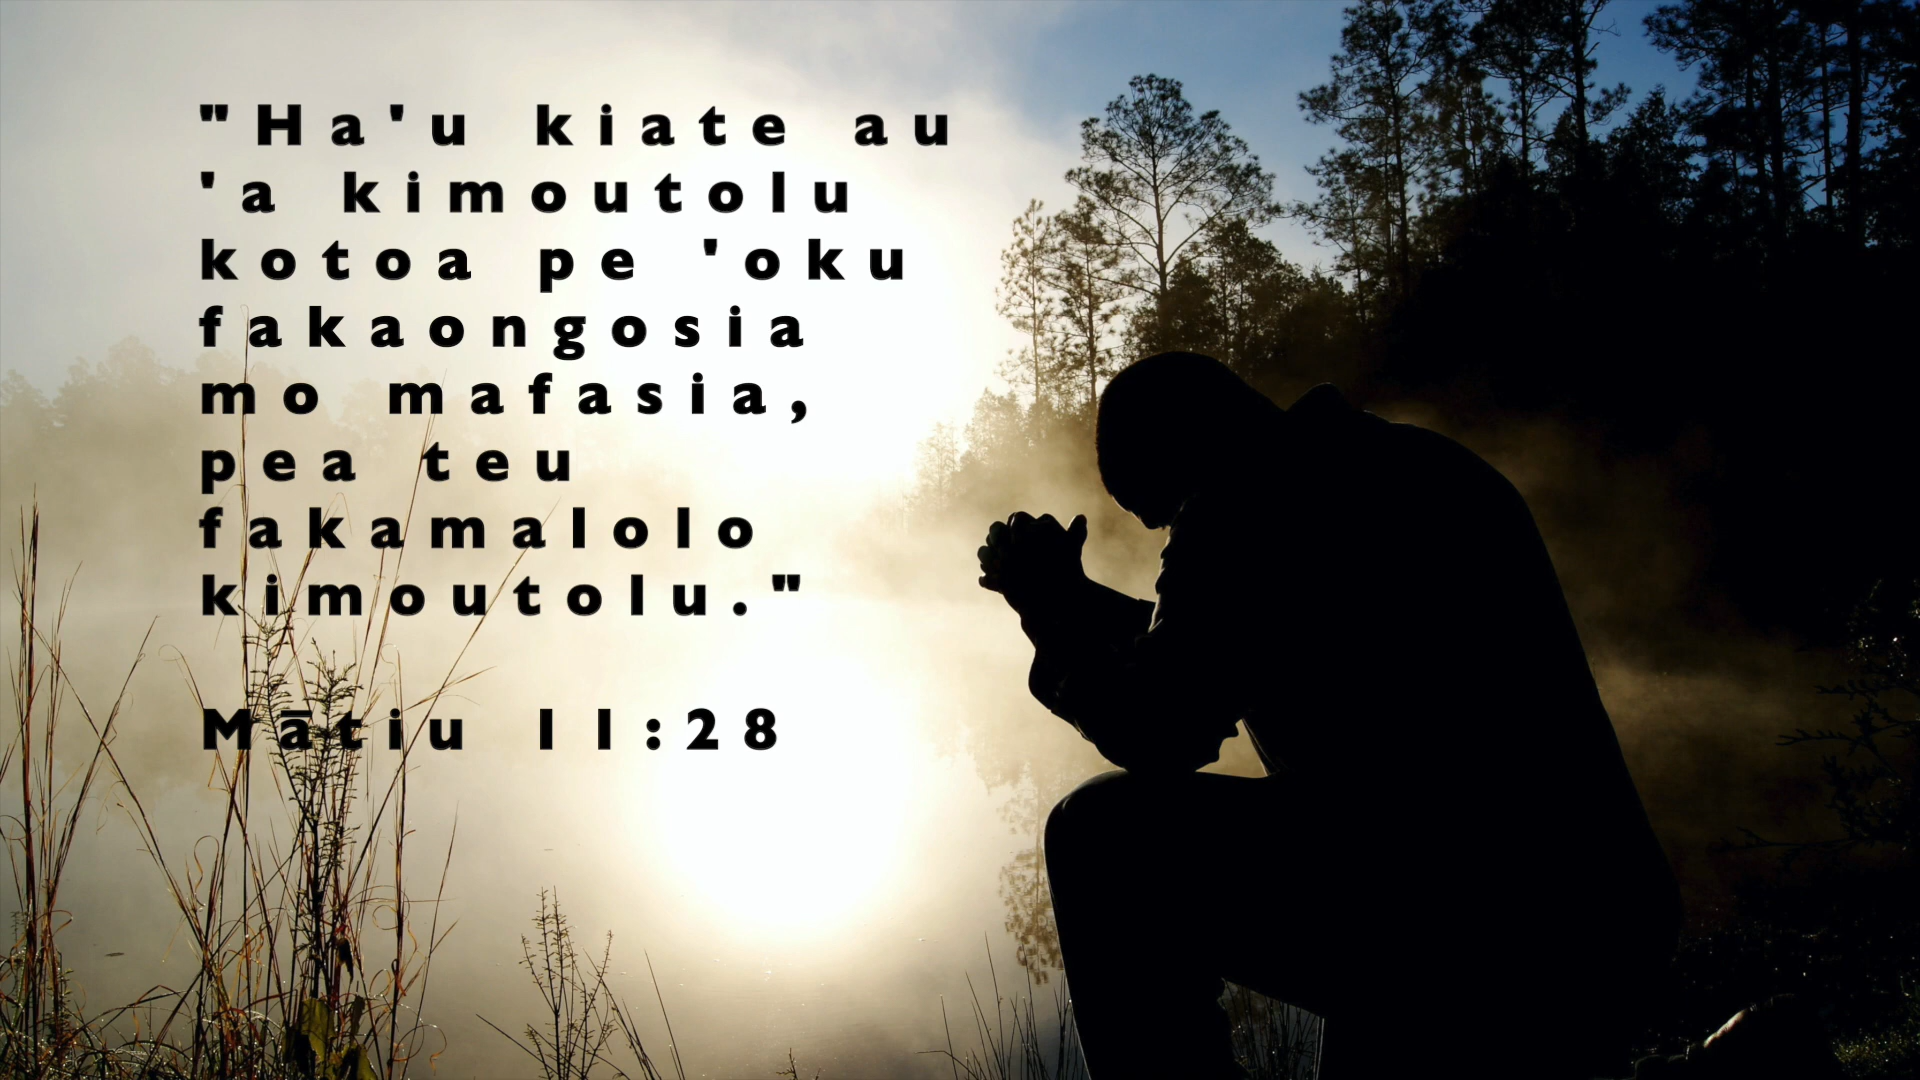 "Ha'u kiate au
'a kimoutolu
kotoa pe 'oku
fakaongosia
mo mafasia,
pea teu
fakamalolo
kimoutolu."
Mātiu 11:28